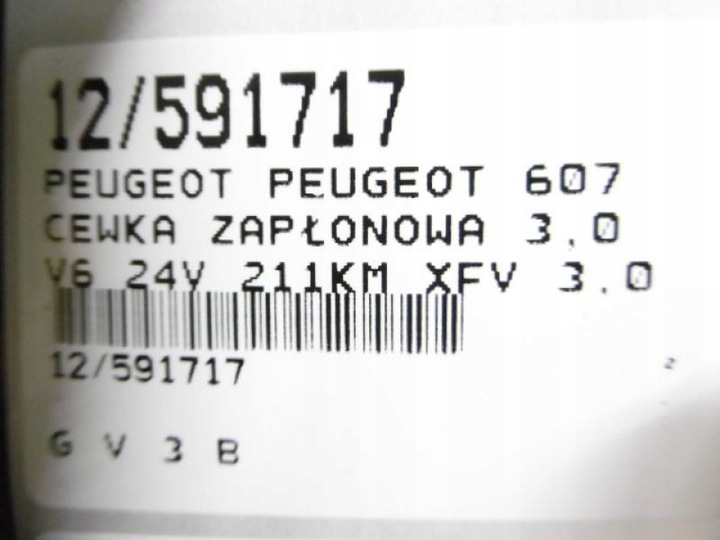 12/591717
PEUGEOT PEUGEOT 607
CEWKA ZAPŁONOWA 3,0
V6 24V 211KM XFV 3.0
12/591717
G V 3 B